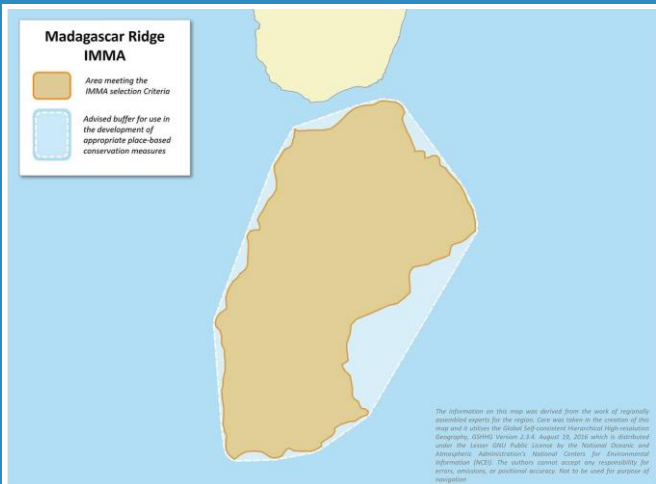 Madagascar Ridge
IMMA
Area meeting the
IMMA selection Criteria
Advised buffer for use in
the development of
appropriate place-based
conservation measures
The information on this map was derived from the work of regionally
assembled experts for the region. Care was taken in the creation of this
map and it utilises the Global Self-consistent Hierarchical High-resolution
Geography, GSHHG Version 2.3.4, August 19, 2016 which is distributed
under the Lesser GNU Public License by the National Oceanic and
Atmospheric Administration's National Centers for Environmental
Information (NCEI). The authors cannot accept any responsibility for
errors, omissions, or positional accuracy. Not to be used for purpose of
navigation